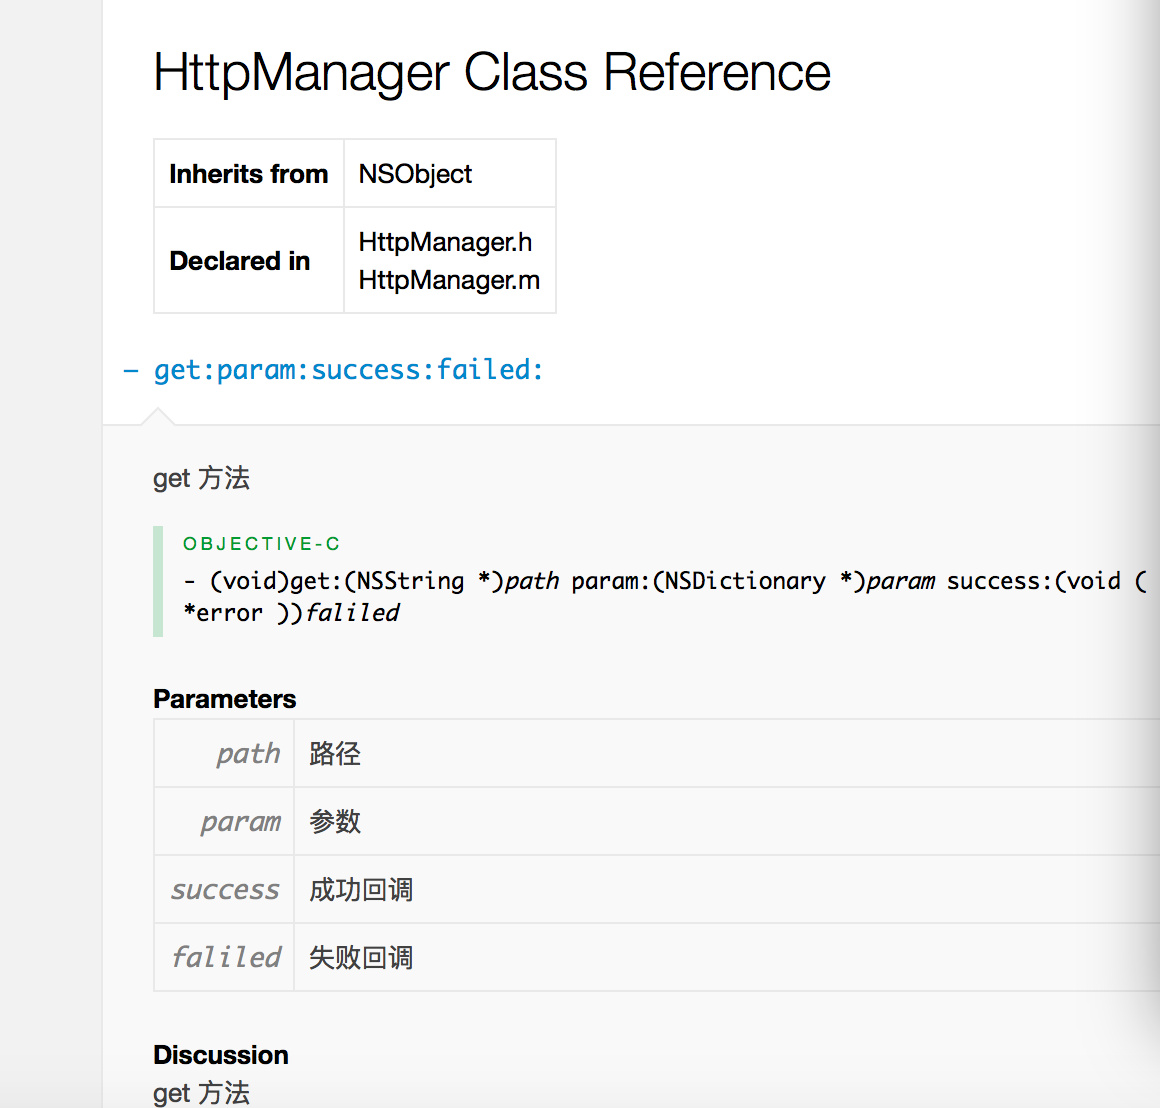 HttpManager Class Reference
Inherits from NSObject
Declared in HttpManager.h
HttpManager.m
– get:param:success:failed:
get 方法
OBJECTIVE-C
- (void)get:(NSString *)path param:(NSDictionary *)param success:(void (
*error ))faliled
Parameters
path 路径
param 参数
success 成功回调
faliled 失败回调
Discussion
get 方法